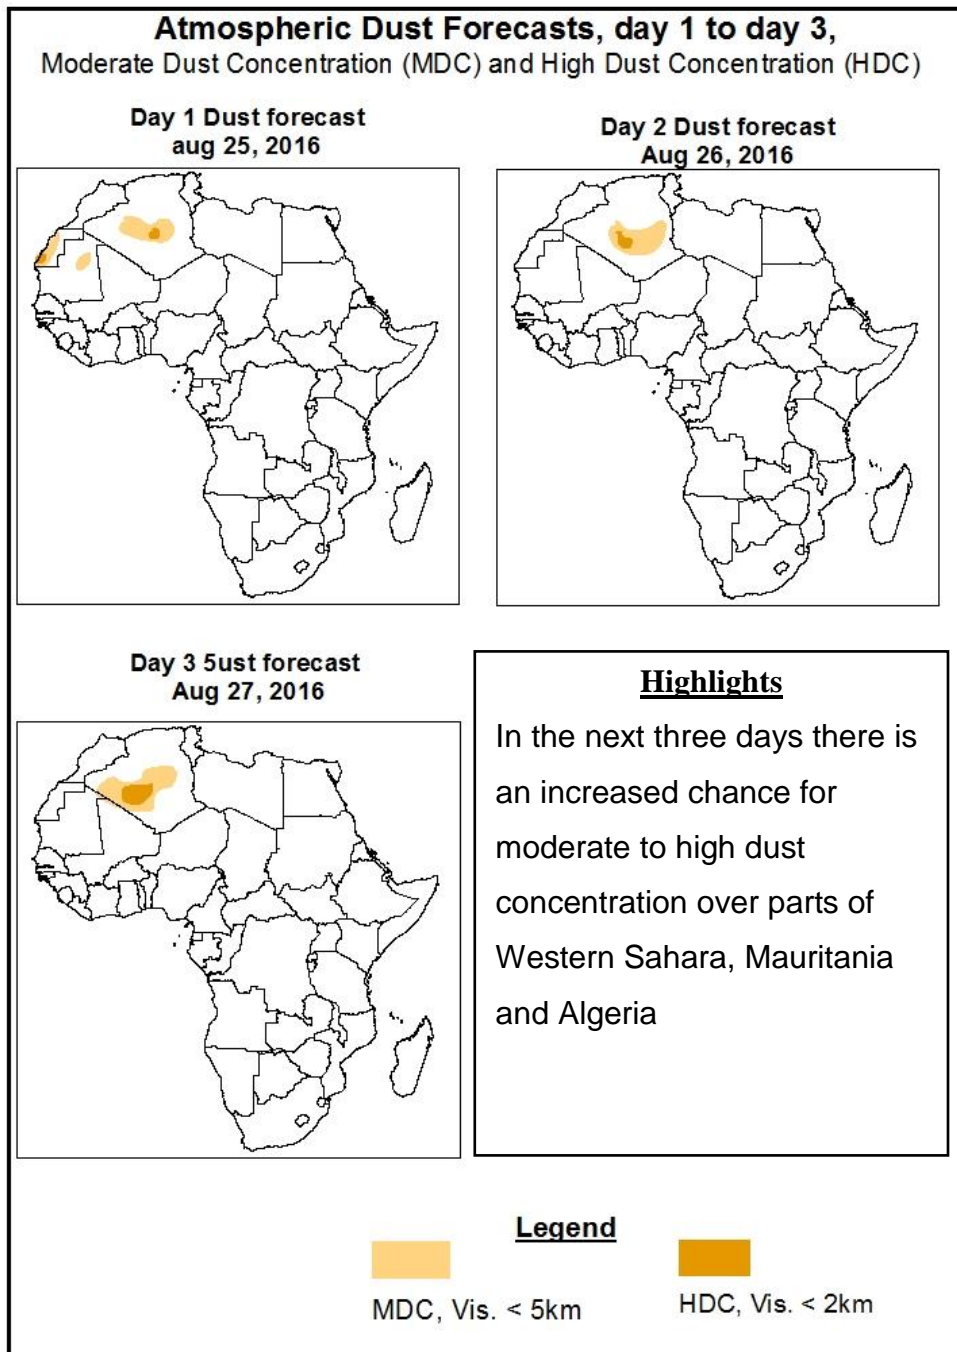 Atmospheric Dust Forecasts, day 1 to day 3,
Moderate Dust Concentration (MDC) and High Dust Concentration (HDC)
Day 1 Dust forecast
aug 25, 2016
Day 2 Dust forecast
Aug 26, 2016
Day 3 5ust forecast
Aug 27, 2016
Highlights
In the next three days there is
an increased chance for
moderate to high dust
concentration over parts of
Western Sahara, Mauritania
and Algeria
Legend
MDC, Vis. < 5km
HDC, Vis. < 2km